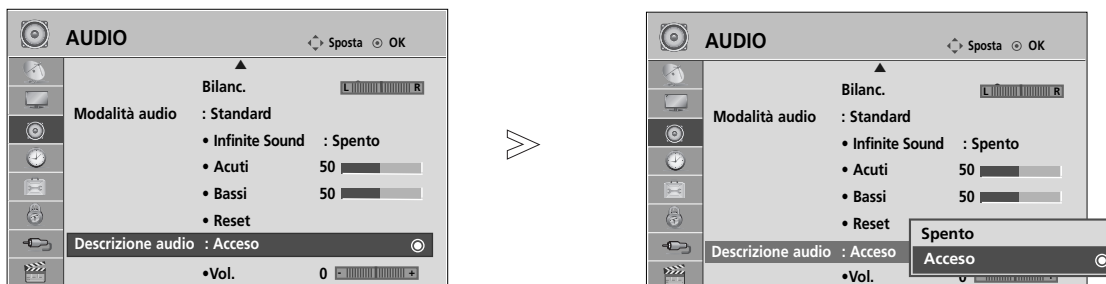 AUDIO
Sposta OK
Bilanc. L R
Modalità audio : Standard
• Infinite Sound : Spento
• Acuti 50
• Bassi 50
• Reset
Descrizione audio : Acceso
•Vol. 0 - +
AUDIO
Sposta OK
Bilanc. L R
Modalità audio : Standard
• Infinite Sound : Spento
• Acuti 50
• Bassi 50
• Reset
Spento
Descrizione audio : Acceso
Acceso
•Vol. 0